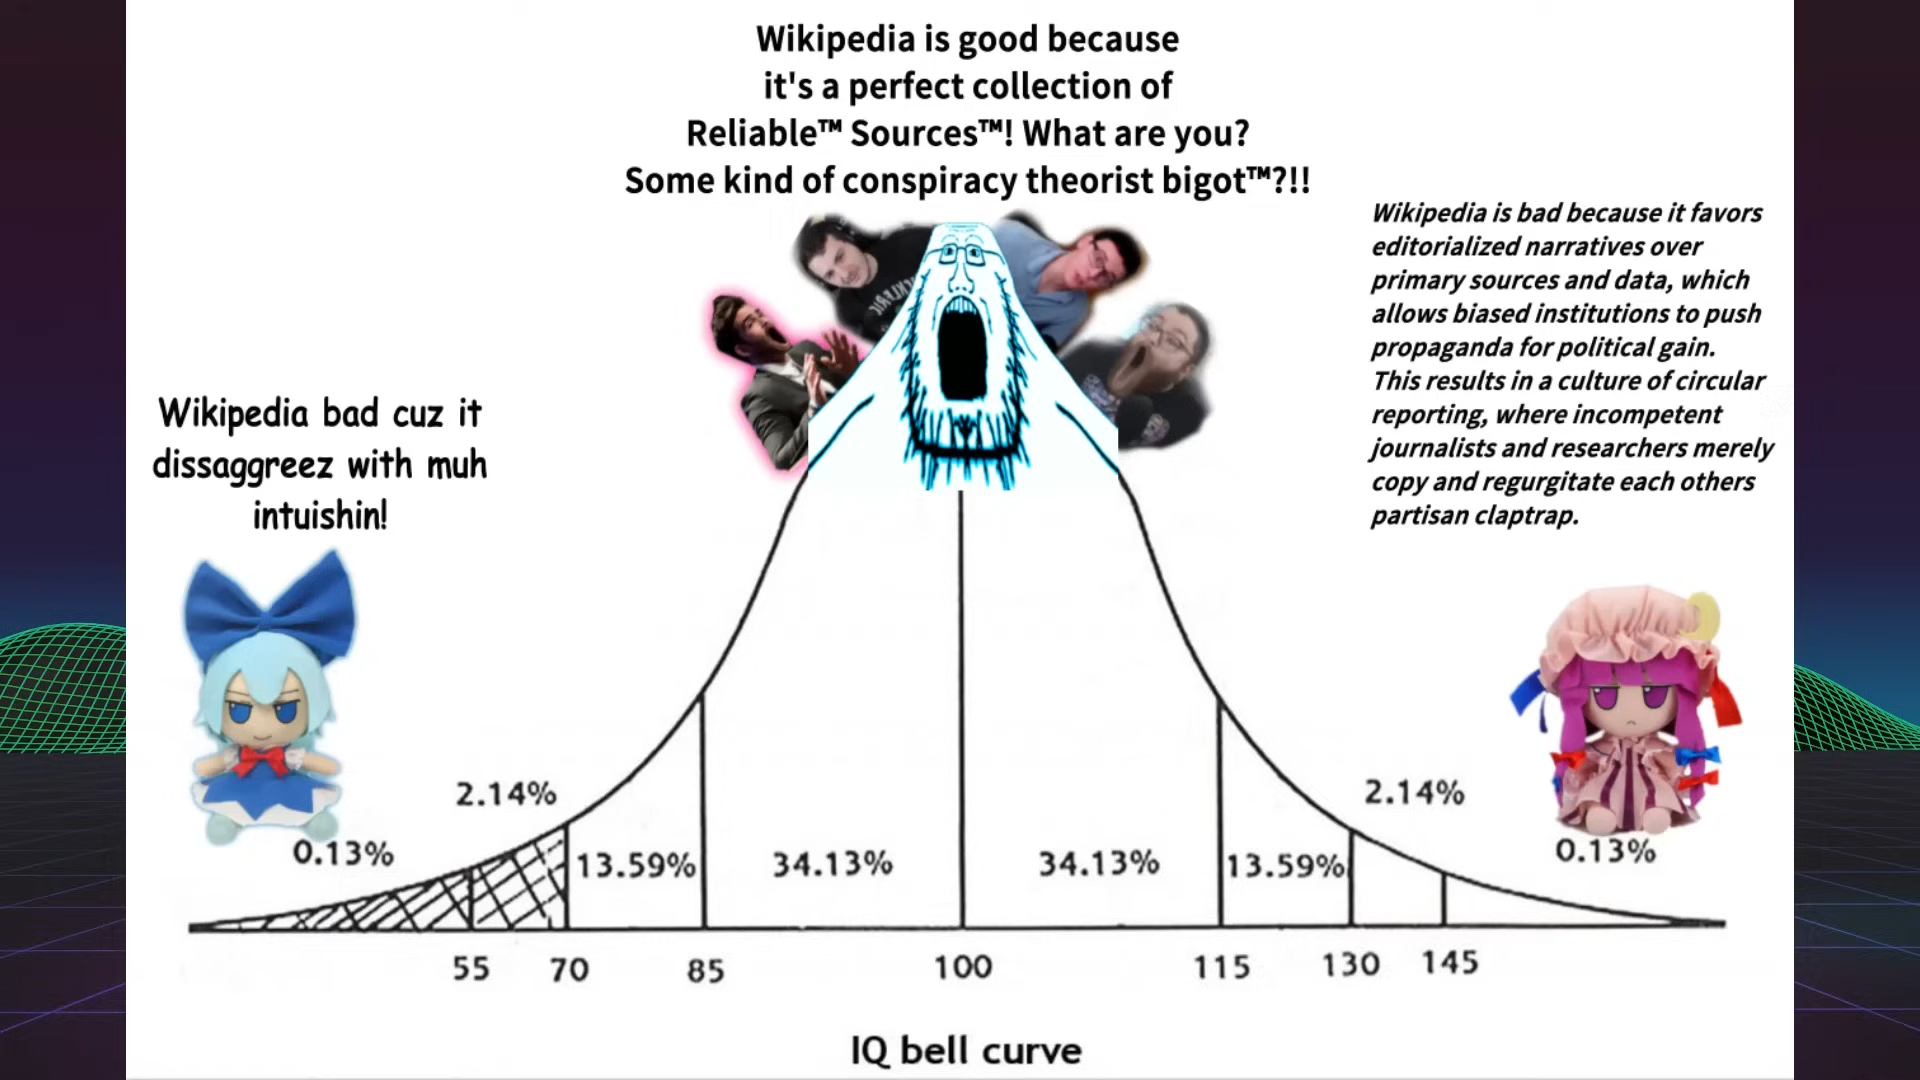 Wikipedia is good because
it's a perfect collection of
Reliable™ Sources™! What are you?
Some kind of conspiracy theorist bigot™?!!
Wikipedia is bad because it favors
editorialized narratives over
primary sources and data, which
allows biased institutions to push
propaganda for political gain.
This results in a culture of circular
reporting, where incompetent
journalists and researchers merely
copy and regurgitate each others
partisan claptrap.
Wikipedia bad cuz it
dissaggreez with muh
intuishin!
2.14%
2.14%
0.13%
13.59%
34.13%
34.13%
13.59%
0.13%
55
70
85
100
115
130
145
IQ bell curve